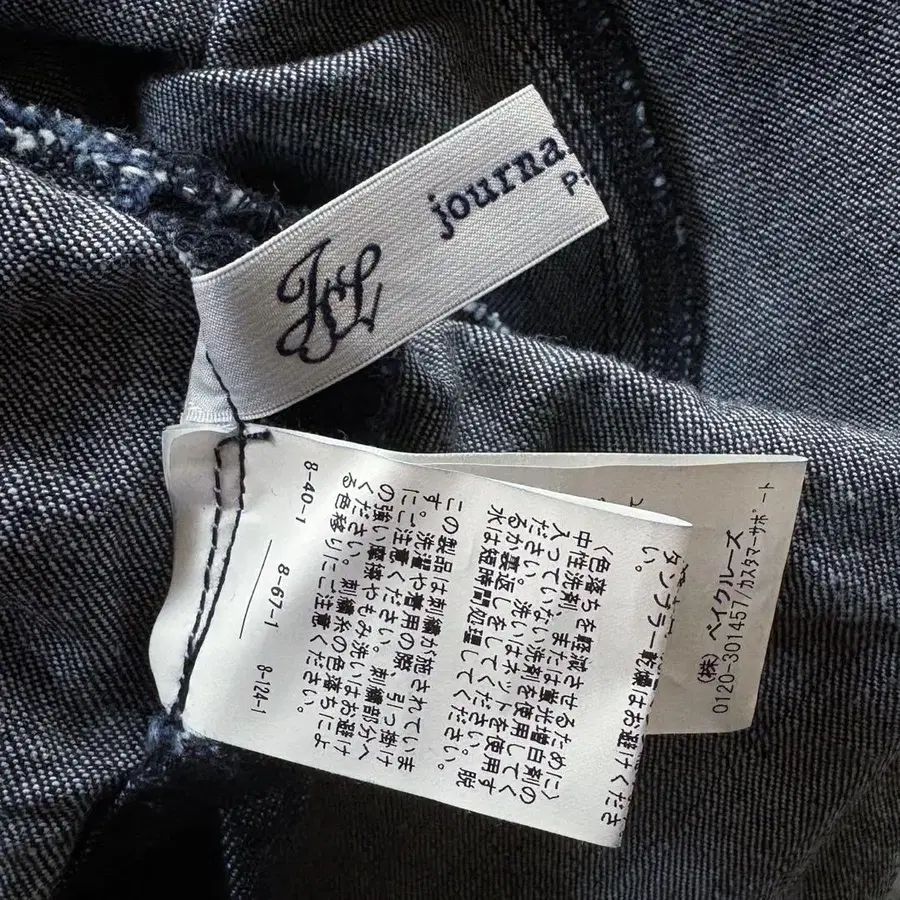 journa
P
タンブラー乾燥はお避けくださ
い。
〈色落ちを軽減させるために〉
中性洗剤、または蛍光増白剤の
入っていない洗剤を使用してく
ださい。洗いはネットを使用す
るか裏返しをしてください。脱
水は短時間処理してください。
この製品は刺繍が施されていま
す。洗濯や着用の際、引っ掛け
にご注意ください。刺繍部分へ
の強い摩擦やもみ洗いはお避け
ください。刺繍糸の色落ちによ
る色移りにご注意ください。
8-40-1
8-67-1
8-124-1
(株) ベイクルーズ
0120-301457/カスタマーサポート